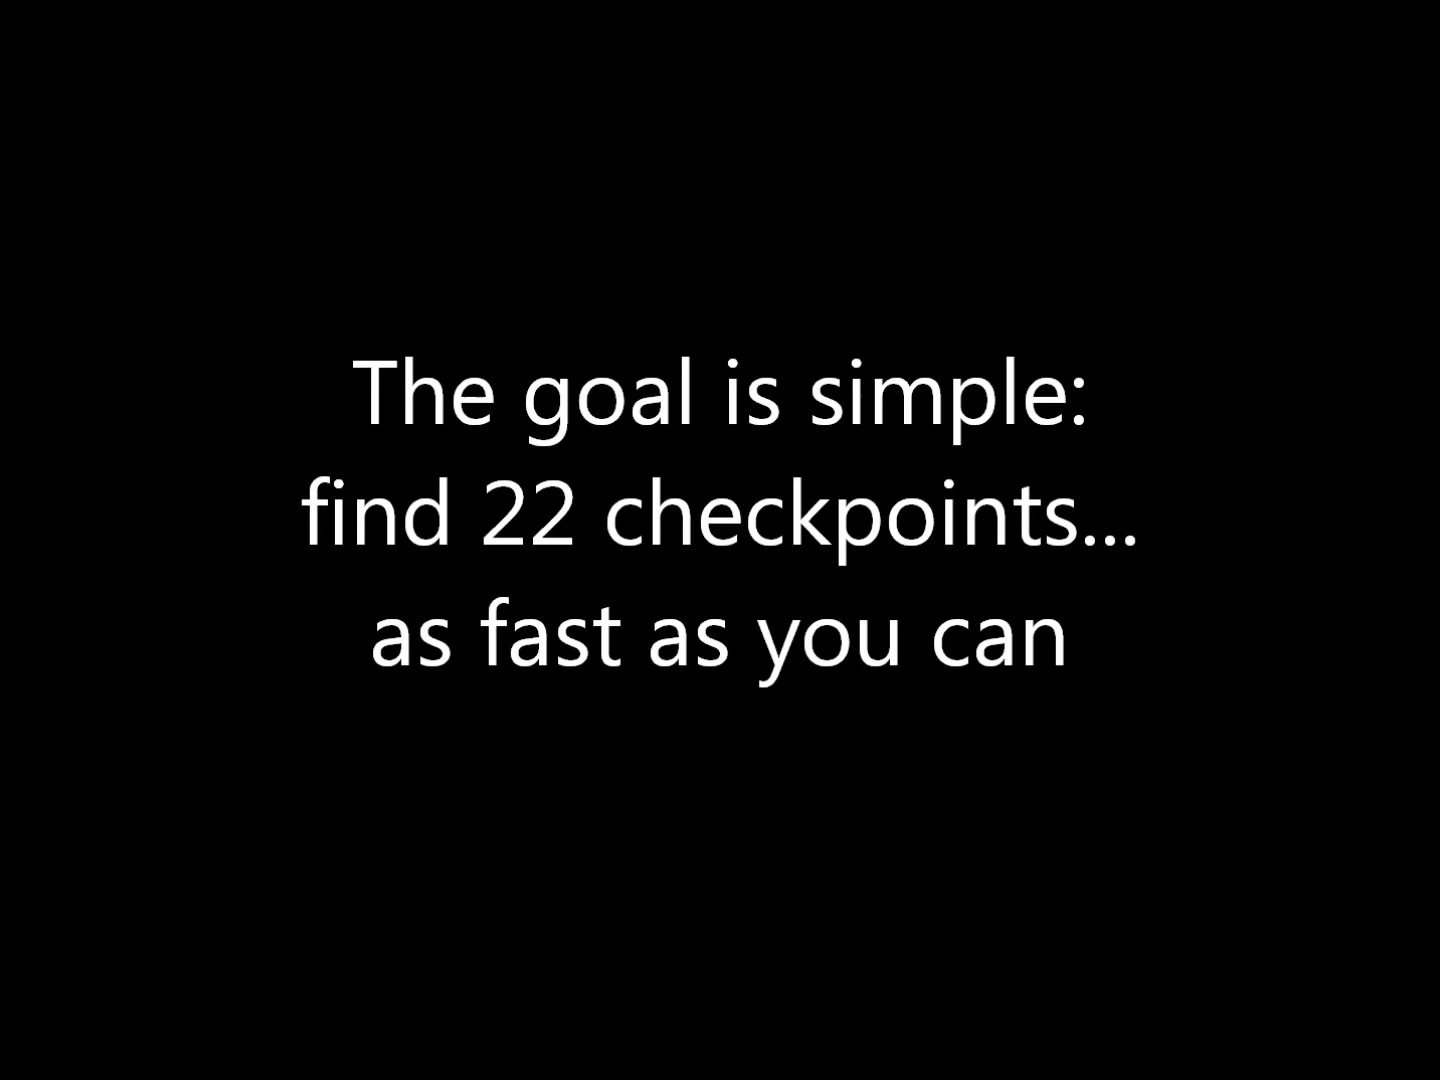 The goal is simple:
find 22 checkpoints...
as fast as you can